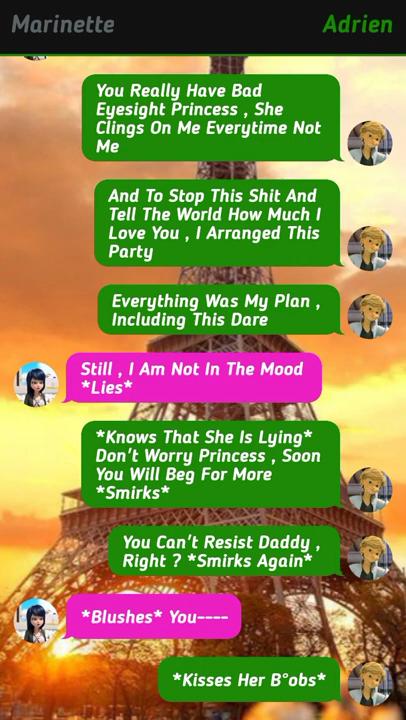 Marinette
Adrien
You Really Have Bad
Eyesight Princess , She
Clings On Me Everytime Not
Me
And To Stop This Shit And
Tell The World How Much I
Love You , I Arranged This
Party
Everything Was My Plan ,
Including This Dare
Still , I Am Not In The Mood
*Lies*
*Knows That She Is Lying*
Don't Worry Princess , Soon
You Will Beg For More
*Smirks*
You Can't Resist Daddy ,
Right ? *Smirks Again*
*Blushes* You----
*Kisses Her B°obs*